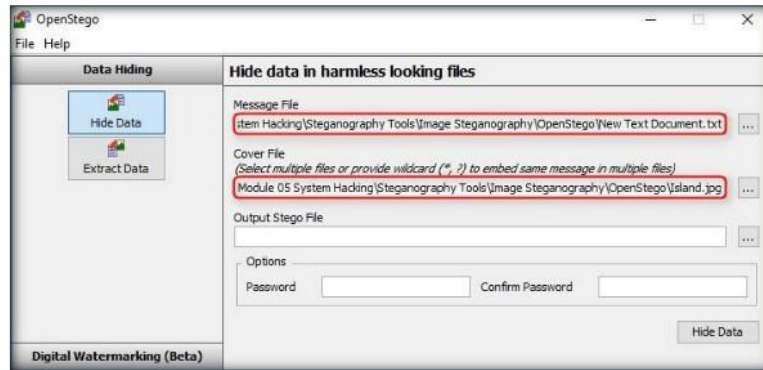 OpenStego
File Help
Data Hiding
Hide Data
Extract Data
Digital Watermarking (Beta)
Hide data in harmless looking files
Message File
stem Hacking\Steganography Tools\Image Steganography\OpenStego\New Text Document.txt ...
Cover File
(Select multiple files or provide wildcard (*, ?) to embed same message in multiple files)
Module 05 System Hacking\Steganography Tools\Image Steganography\OpenStego\Island.jpg ...
Output Stego File
...
Options
Password Confirm Password
Hide Data